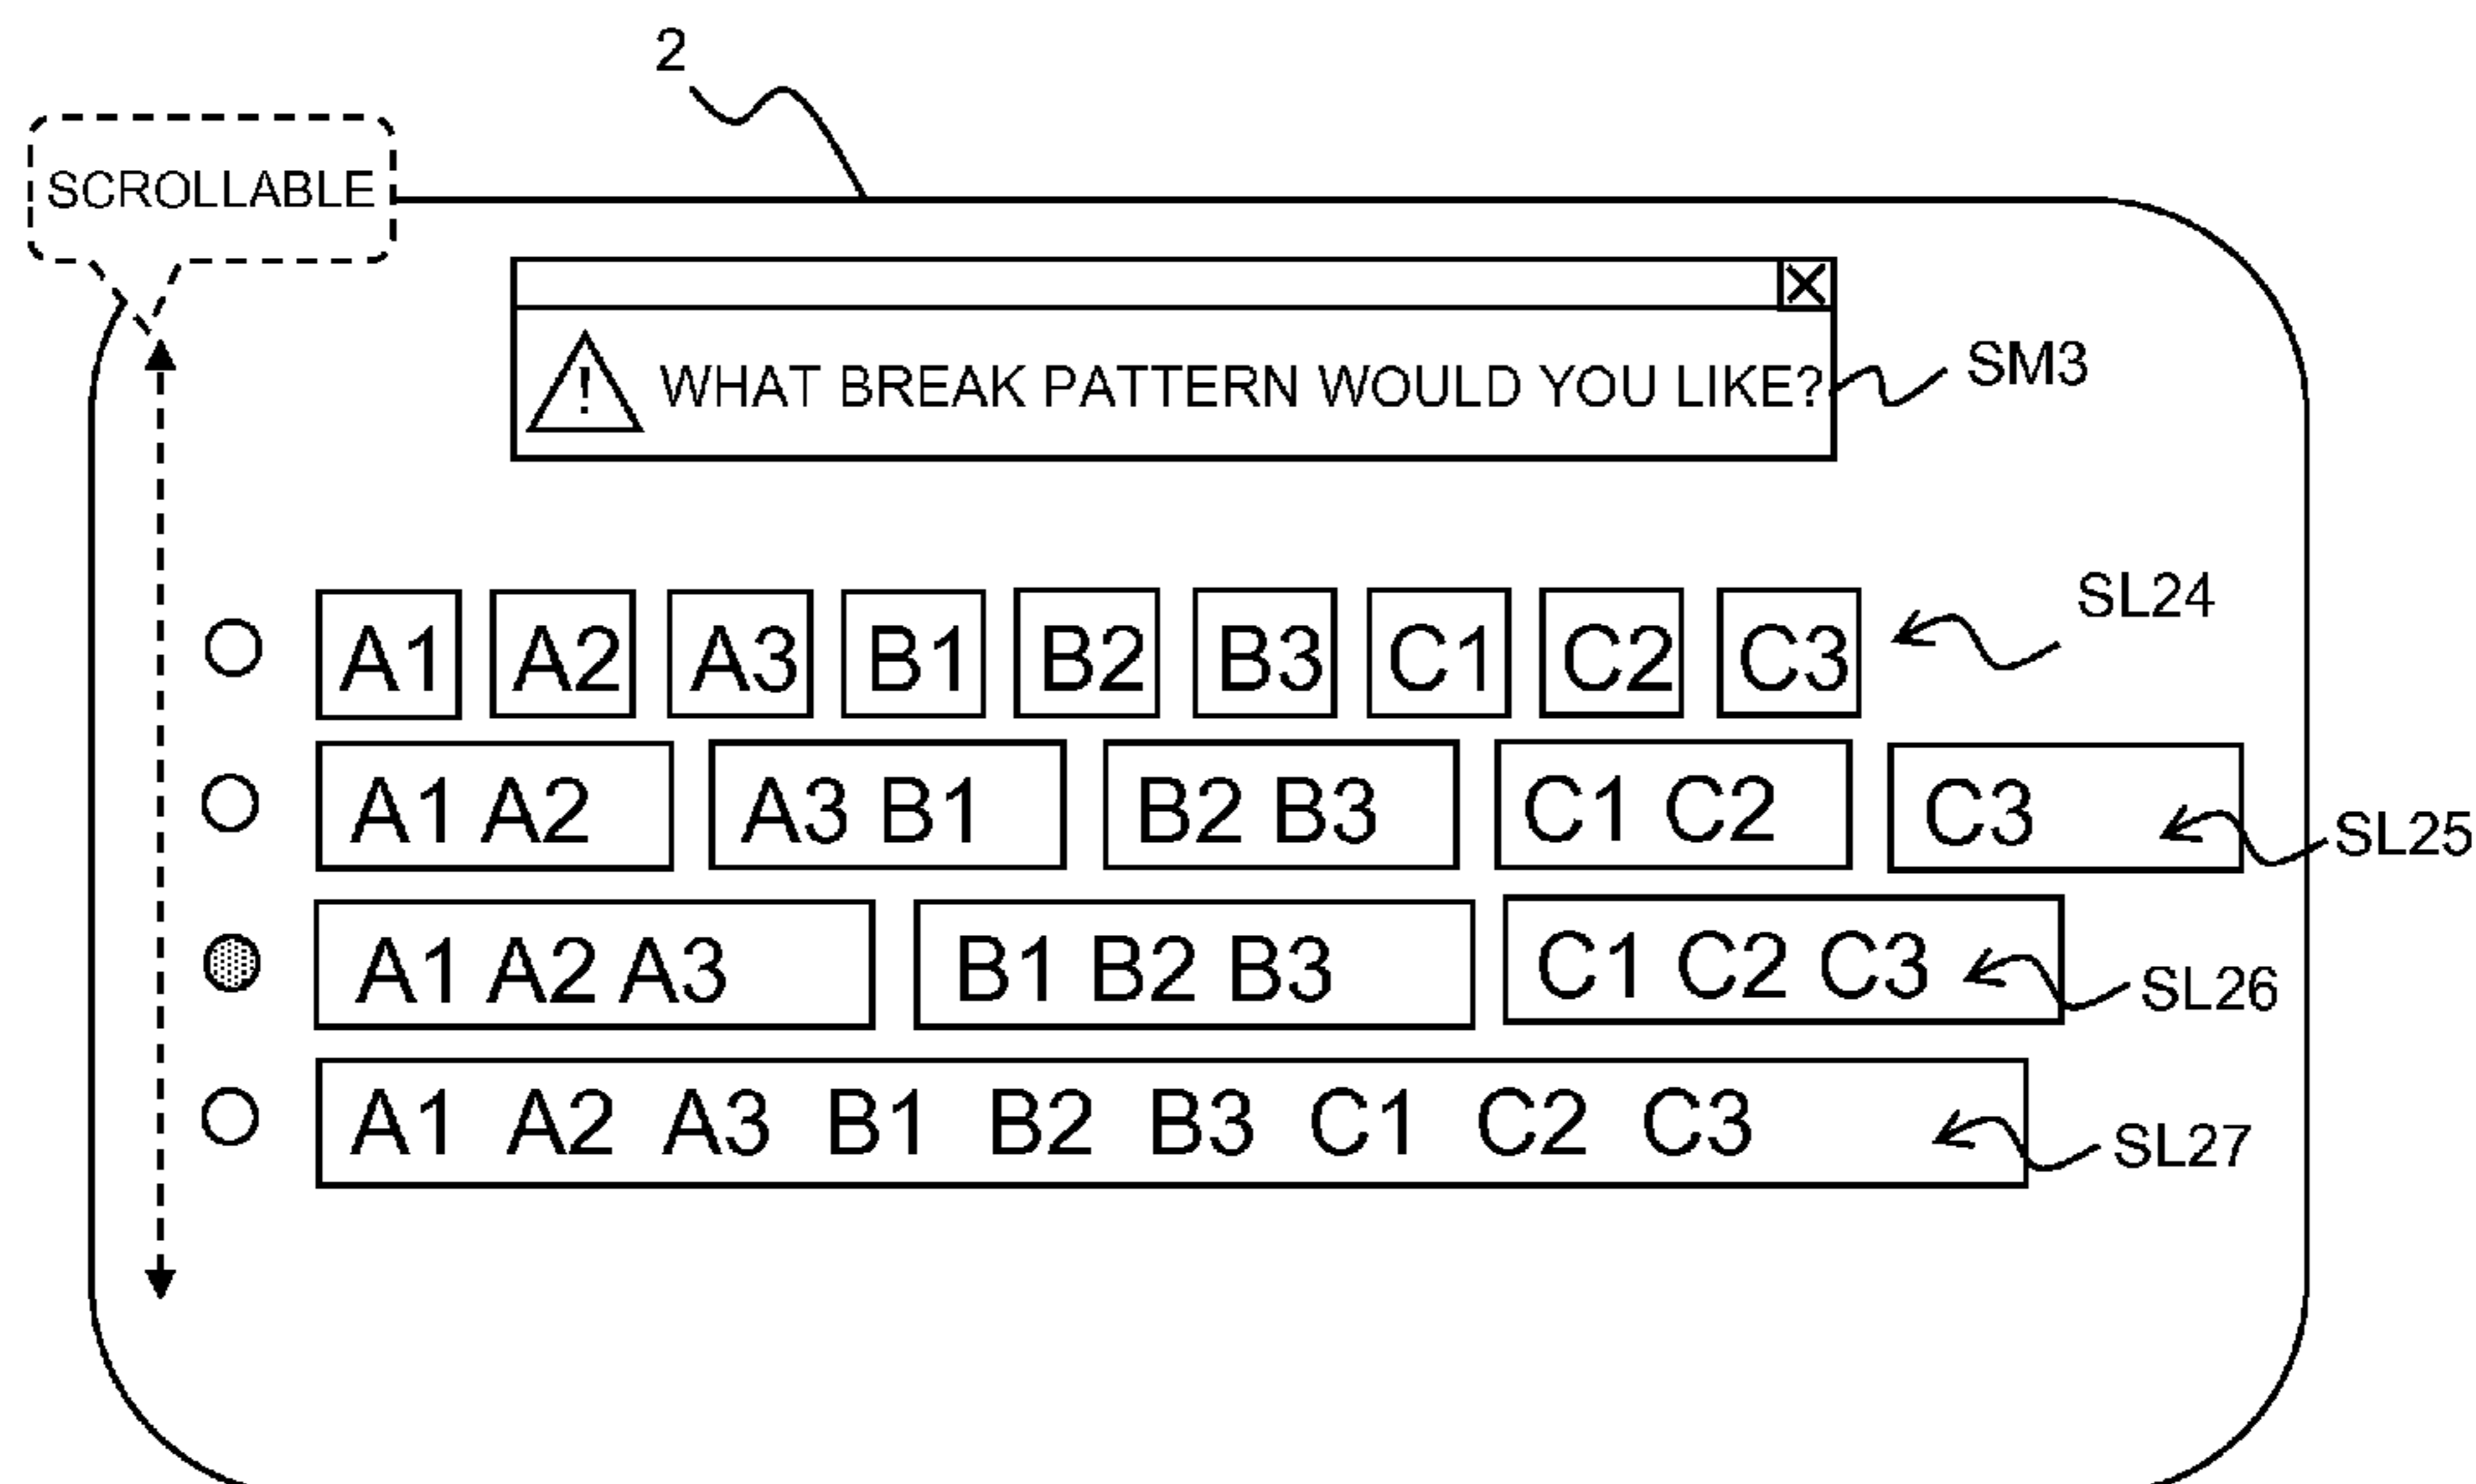 2
SCROLLABLE
! WHAT BREAK PATTERN WOULD YOU LIKE?
SM3
A1 A2 A3 B1 B2 B3 C1 C2 C3
SL24
A1 A2 A3 B1 B2 B3 C1 C2 C3
SL25
A1 A2 A3 B1 B2 B3 C1 C2 C3
SL26
A1 A2 A3 B1 B2 B3 C1 C2 C3
SL27